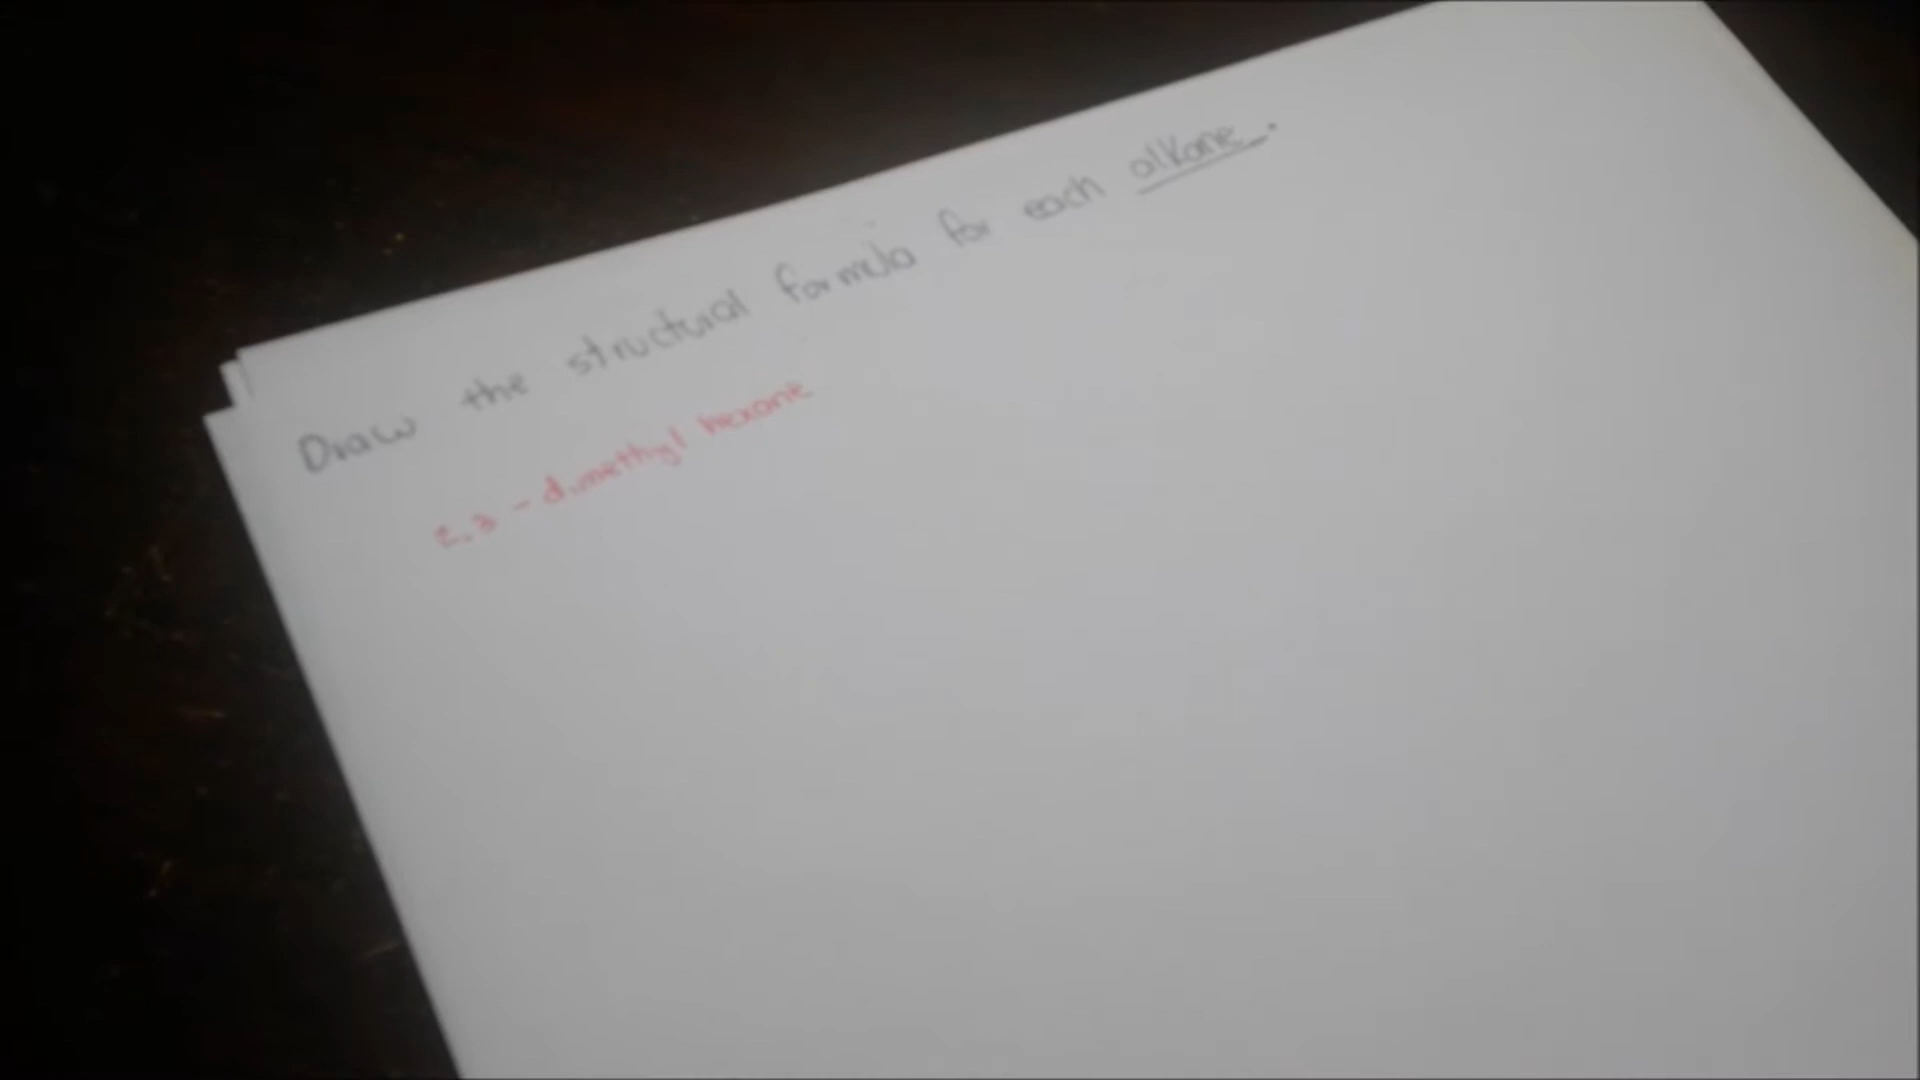 Draw the structural formula for each alkane.
2,3 - dimethyl hexane